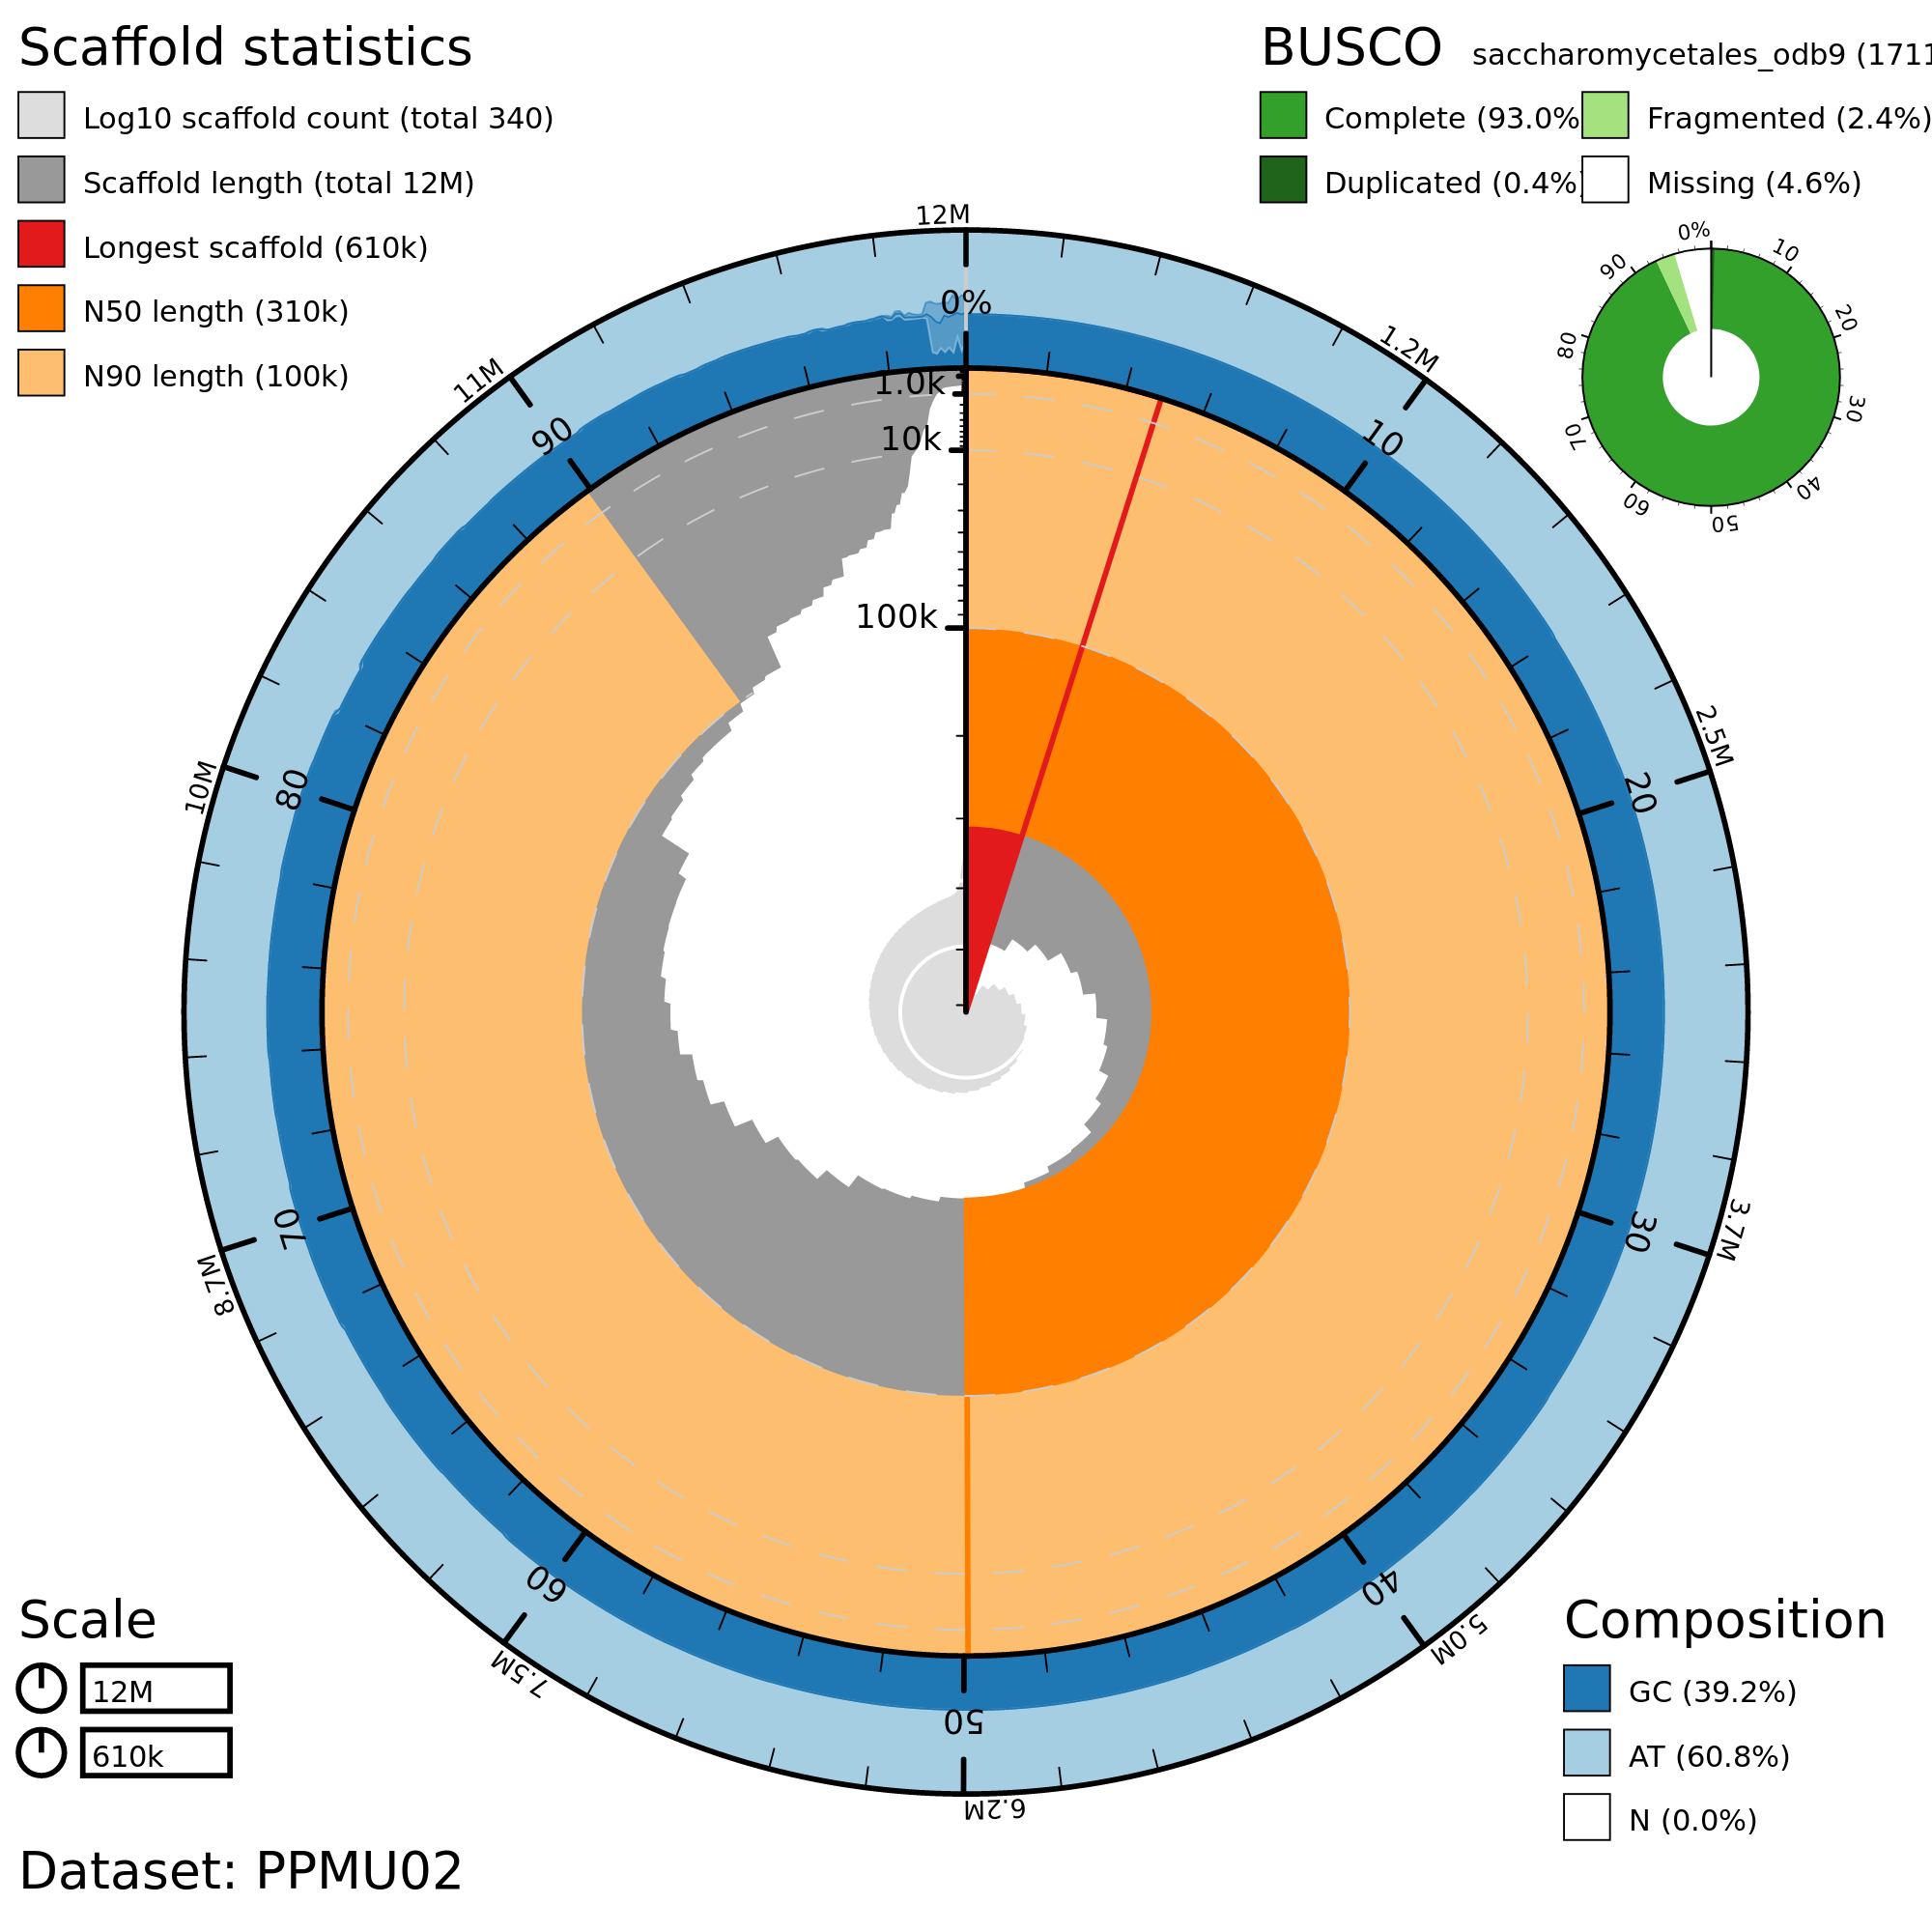 Scaffold statistics
Log10 scaffold count (total 340)
Scaffold length (total 12M)
Longest scaffold (610k)
N50 length (310k)
N90 length (100k)
BUSCO saccharomycetales_odb9 (1711
Complete (93.0%
Fragmented (2.4%)
Duplicated (0.4%)
Missing (4.6%)
0%
10
20
30
40
50
60
70
80
90
12M
1.2M
2.5M
3.7M
5.0M
6.2M
7.5M
8.7M
10M
11M
0%
10
20
30
40
50
60
70
80
90
1.0k
10k
100k
Scale
12M
610k
Composition
GC (39.2%)
AT (60.8%)
N (0.0%)
Dataset: PPMU02